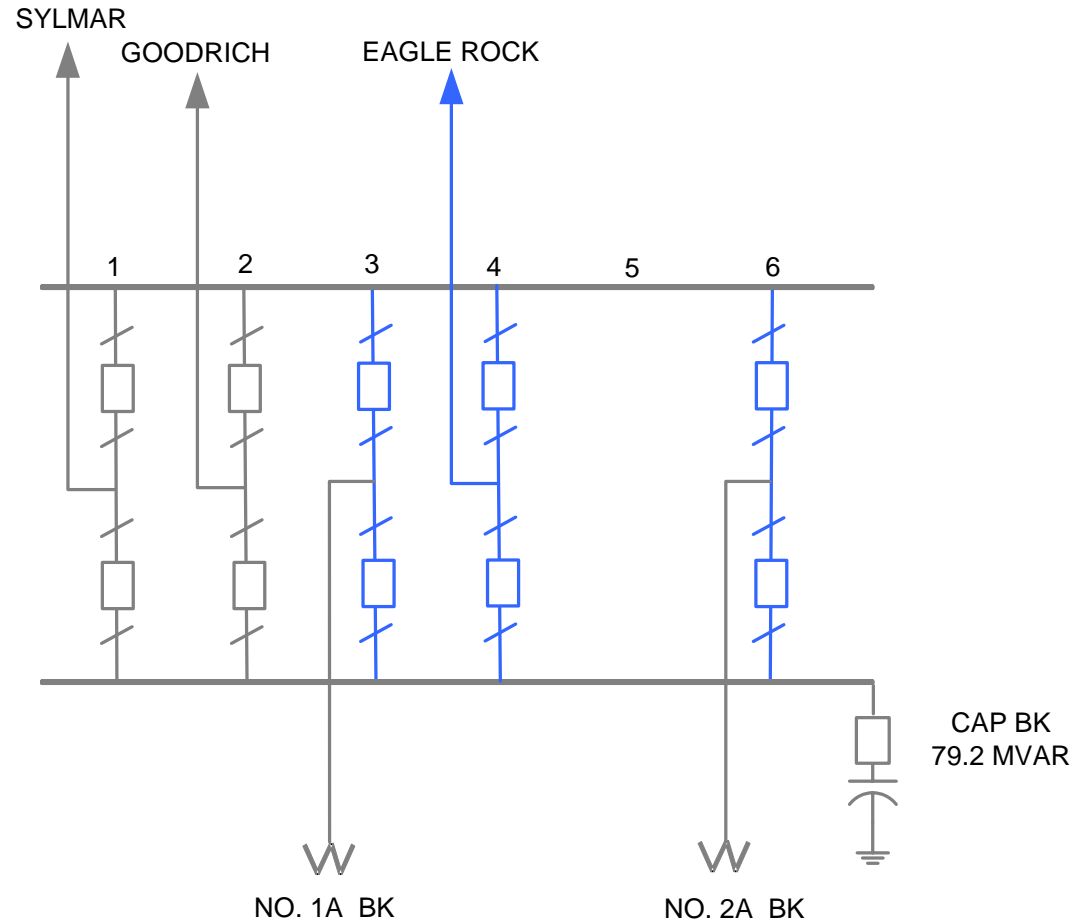 SYLMAR
GOODRICH
EAGLE ROCK
1 2 3 4 5 6
CAP BK
79.2 MVAR
NO. 1A BK
NO. 2A BK